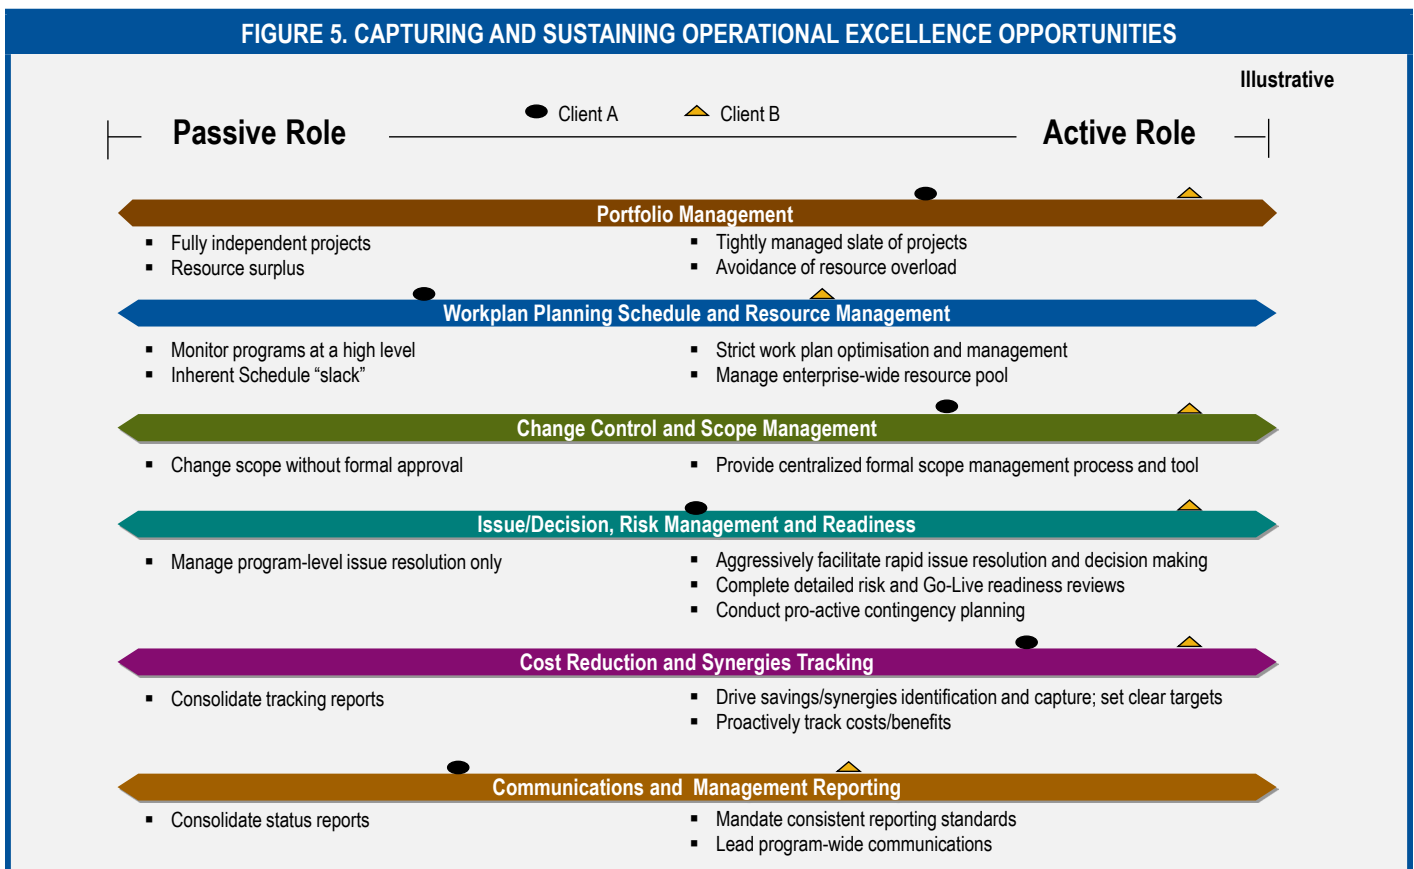 FIGURE 5. CAPTURING AND SUSTAINING OPERATIONAL EXCELLENCE OPPORTUNITIES
Illustrative
Client A
Client B
Passive Role
Active Role
Portfolio Management
▪ Fully independent projects
▪ Resource surplus
▪ Tightly managed slate of projects
▪ Avoidance of resource overload
Workplan Planning Schedule and Resource Management
▪ Monitor programs at a high level
▪ Inherent Schedule “slack”
▪ Strict work plan optimisation and management
▪ Manage enterprise-wide resource pool
Change Control and Scope Management
▪ Change scope without formal approval
▪ Provide centralized formal scope management process and tool
Issue/Decision, Risk Management and Readiness
▪ Manage program-level issue resolution only
▪ Aggressively facilitate rapid issue resolution and decision making
▪ Complete detailed risk and Go-Live readiness reviews
▪ Conduct pro-active contingency planning
Cost Reduction and Synergies Tracking
▪ Consolidate tracking reports
▪ Drive savings/synergies identification and capture; set clear targets
▪ Proactively track costs/benefits
Communications and Management Reporting
▪ Consolidate status reports
▪ Mandate consistent reporting standards
▪ Lead program-wide communications